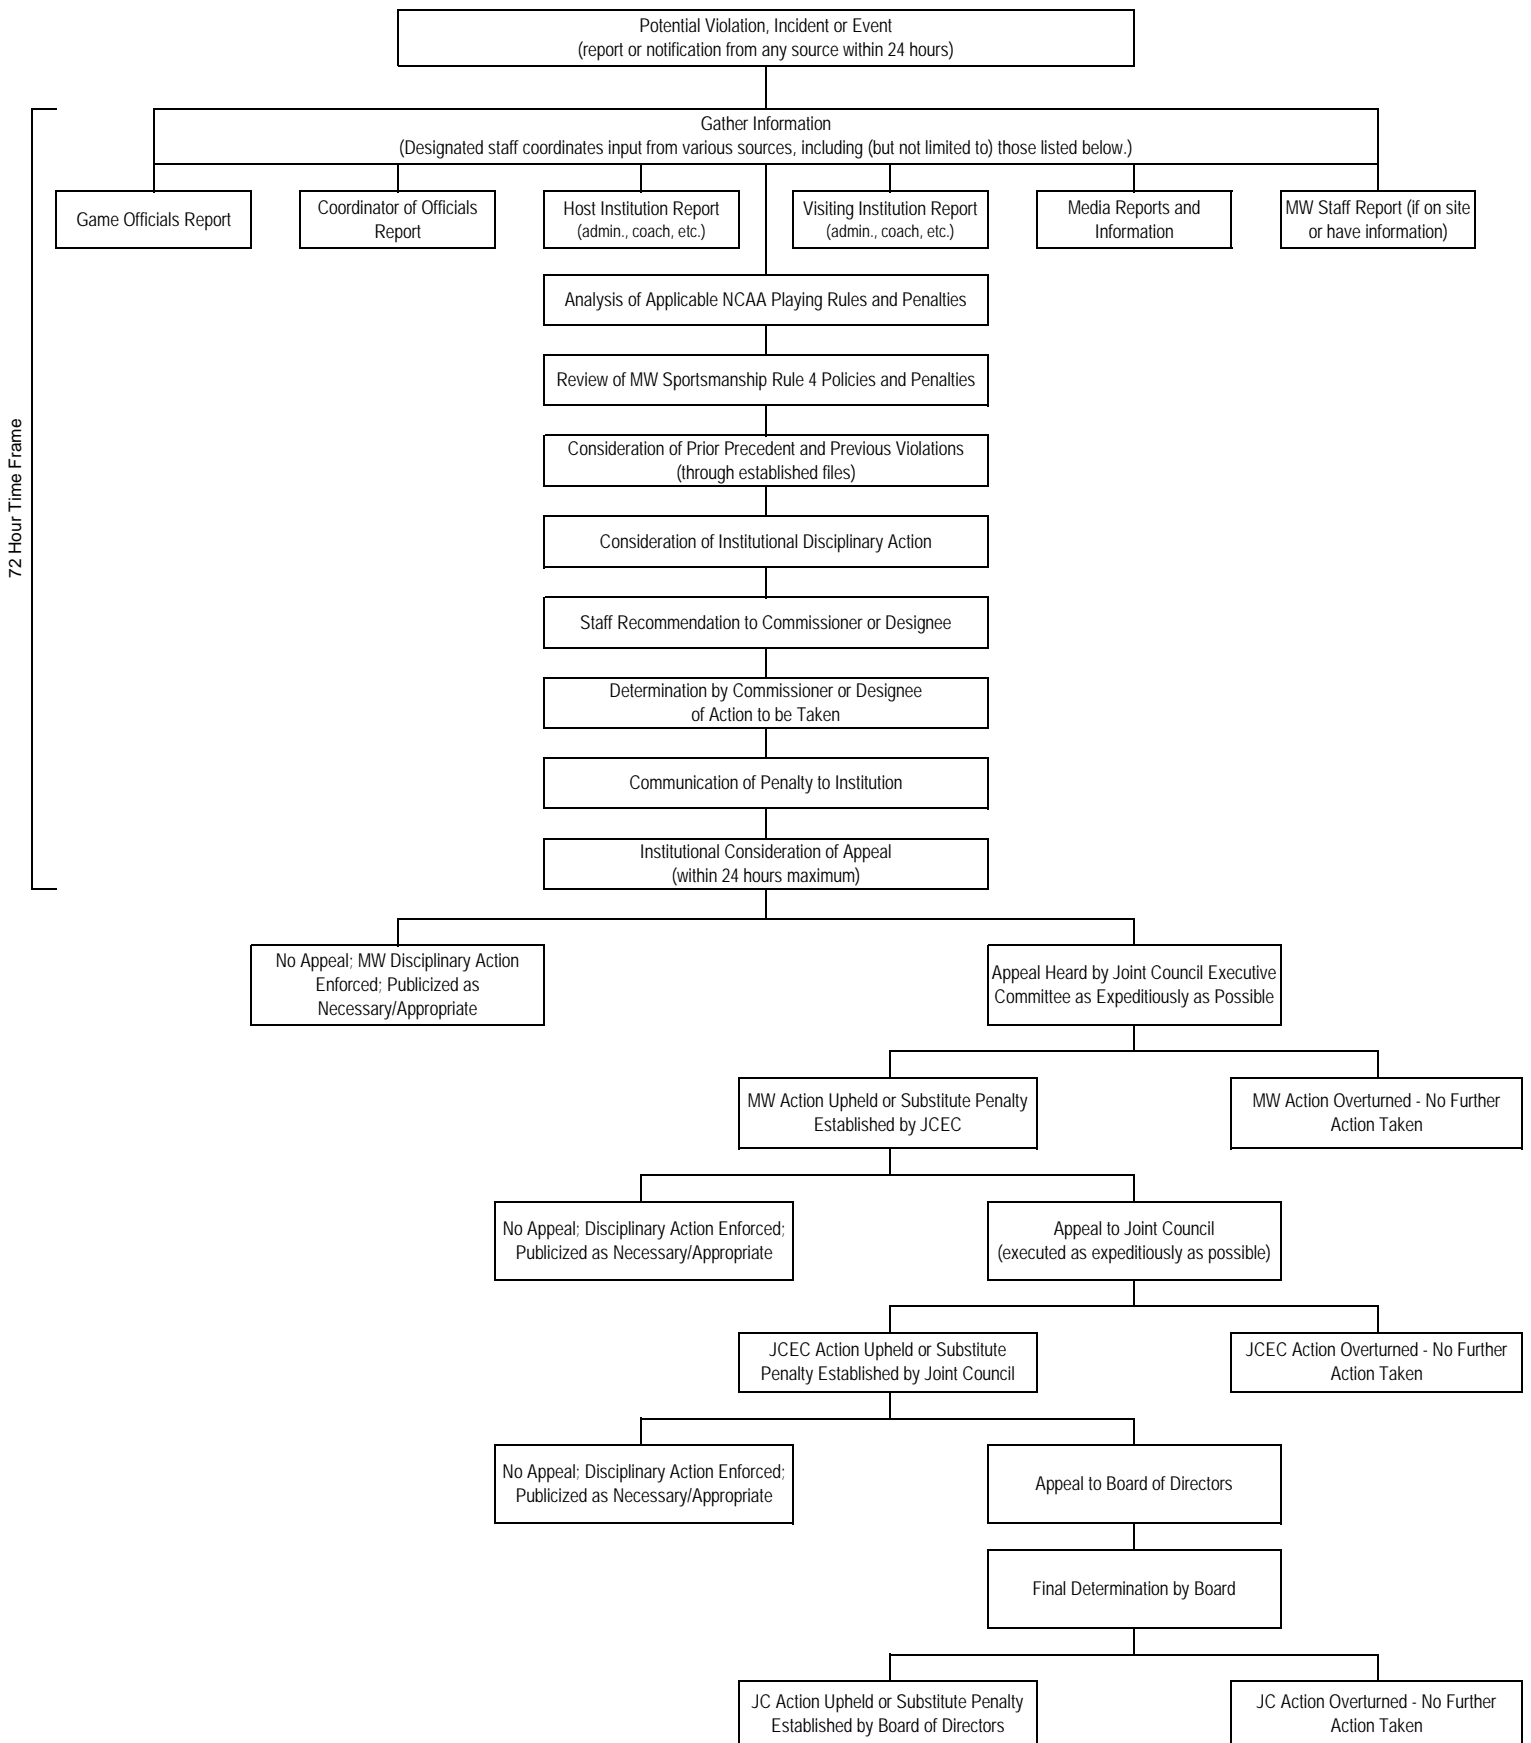 Potential Violation, Incident or Event
(report or notification from any source within 24 hours)
Gather Information
(Designated staff coordinates input from various sources, including (but not limited to) those listed below.)
Game Officials Report
Coordinator of Officials
Report
Host Institution Report
(admin., coach, etc.)
Visiting Institution Report
(admin., coach, etc.)
Media Reports and
Information
MW Staff Report (if on site
or have information)
Analysis of Applicable NCAA Playing Rules and Penalties
Review of MW Sportsmanship Rule 4 Policies and Penalties
72 Hour Time Frame
Consideration of Prior Precedent and Previous Violations
(through established files)
Consideration of Institutional Disciplinary Action
Staff Recommendation to Commissioner or Designee
Determination by Commissioner or Designee
of Action to be Taken
Communication of Penalty to Institution
Institutional Consideration of Appeal
(within 24 hours maximum)
No Appeal; MW Disciplinary Action
Enforced; Publicized as
Necessary/Appropriate
Appeal Heard by Joint Council Executive
Committee as Expeditiously as Possible
MW Action Upheld or Substitute Penalty
Established by JCEC
MW Action Overturned - No Further
Action Taken
No Appeal; Disciplinary Action Enforced;
Publicized as Necessary/Appropriate
Appeal to Joint Council
(executed as expeditiously as possible)
JCEC Action Upheld or Substitute
Penalty Established by Joint Council
JCEC Action Overturned - No Further
Action Taken
No Appeal; Disciplinary Action Enforced;
Publicized as Necessary/Appropriate
Appeal to Board of Directors
Final Determination by Board
JC Action Upheld or Substitute Penalty
Established by Board of Directors
JC Action Overturned - No Further
Action Taken